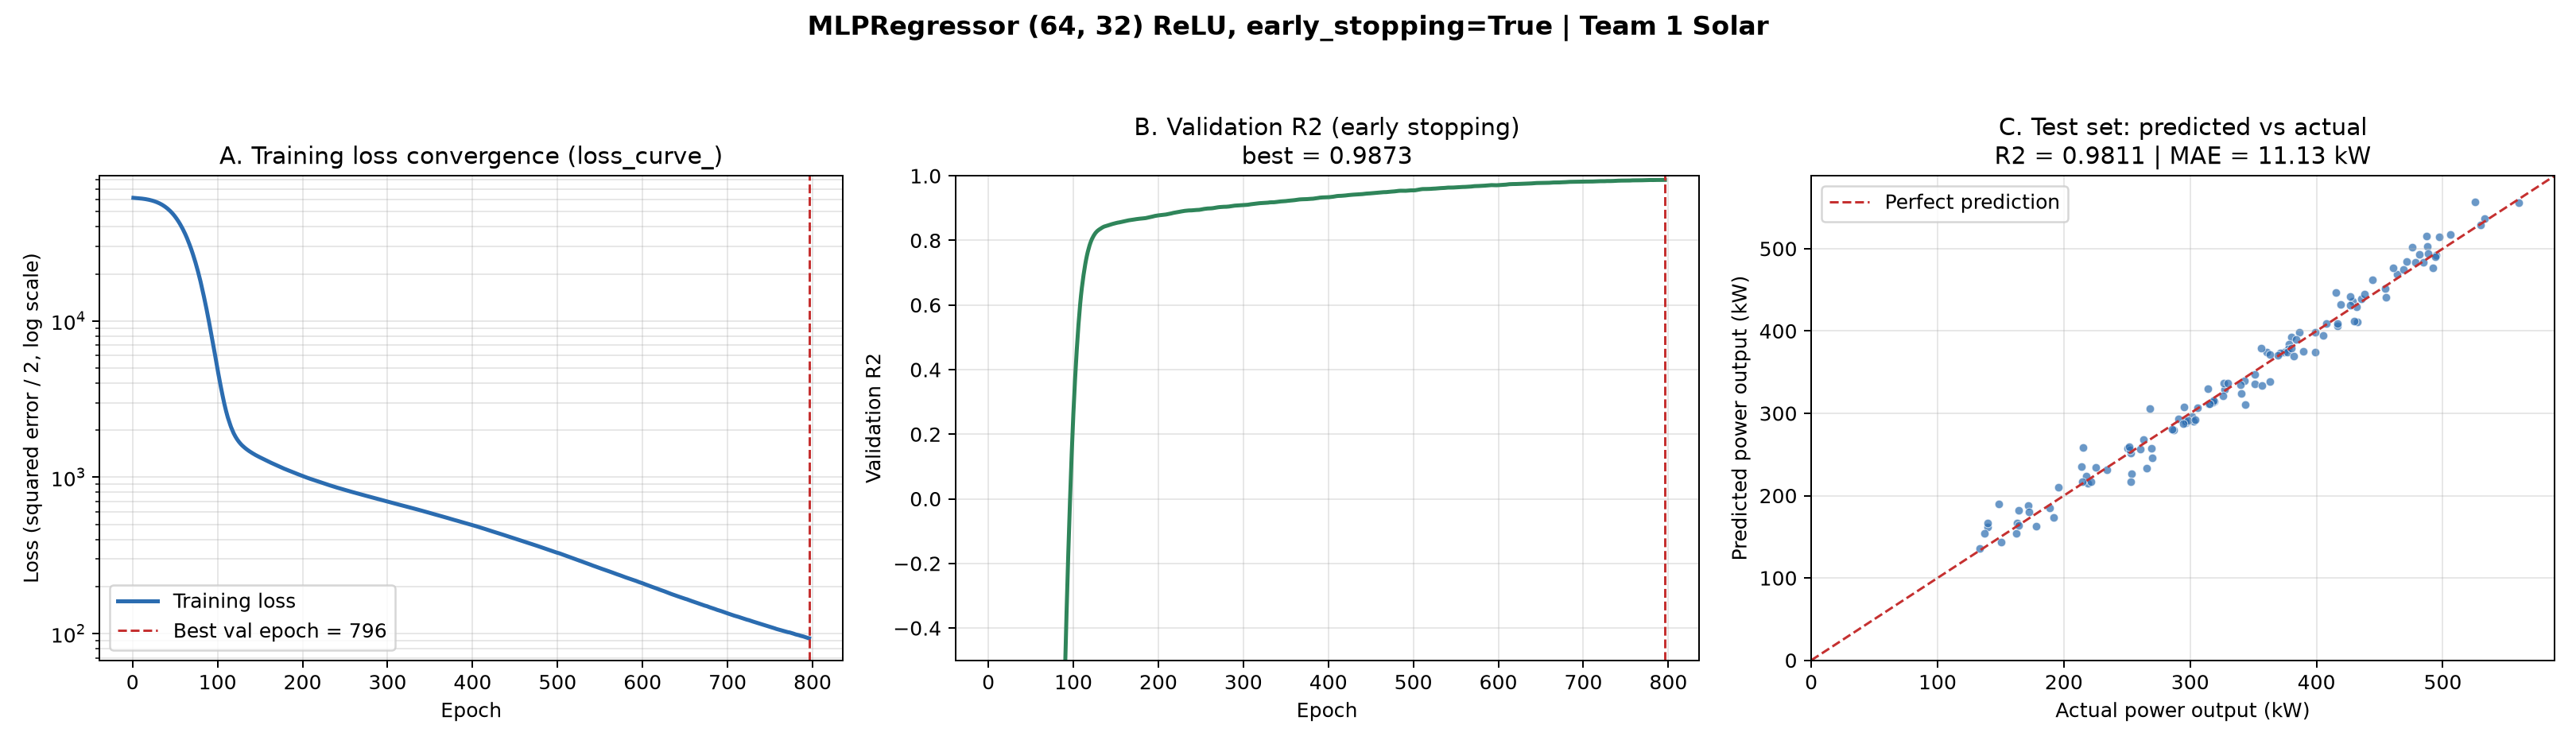 MLPRegressor (64, 32) ReLU, early_stopping=True | Team 1 Solar
A. Training loss convergence (loss_curve_)
Loss (squared error / 2, log scale)
10^4
10^3
10^2
Training loss
Best val epoch = 796
0 100 200 300 400 500 600 700 800
Epoch
B. Validation R2 (early stopping)
best = 0.9873
Validation R2
1.0
0.8
0.6
0.4
0.2
0.0
−0.2
−0.4
0 100 200 300 400 500 600 700 800
Epoch
C. Test set: predicted vs actual
R2 = 0.9811 | MAE = 11.13 kW
Perfect prediction
Predicted power output (kW)
500
400
300
200
100
0
0 100 200 300 400 500
Actual power output (kW)